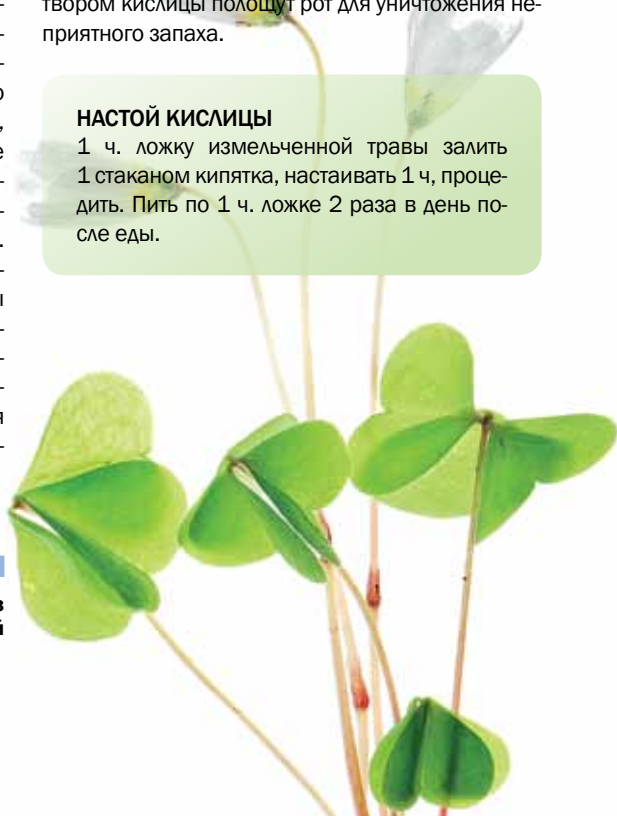 твором кислицы полощут рот для уничтожения не-
приятного запаха.
НАСТОЙ КИСЛИЦЫ
1 ч. ложку измельченной травы залить
1 стаканом кипятка, настаивать 1 ч, проце-
дить. Пить по 1 ч. ложке 2 раза в день по-
сле еды.